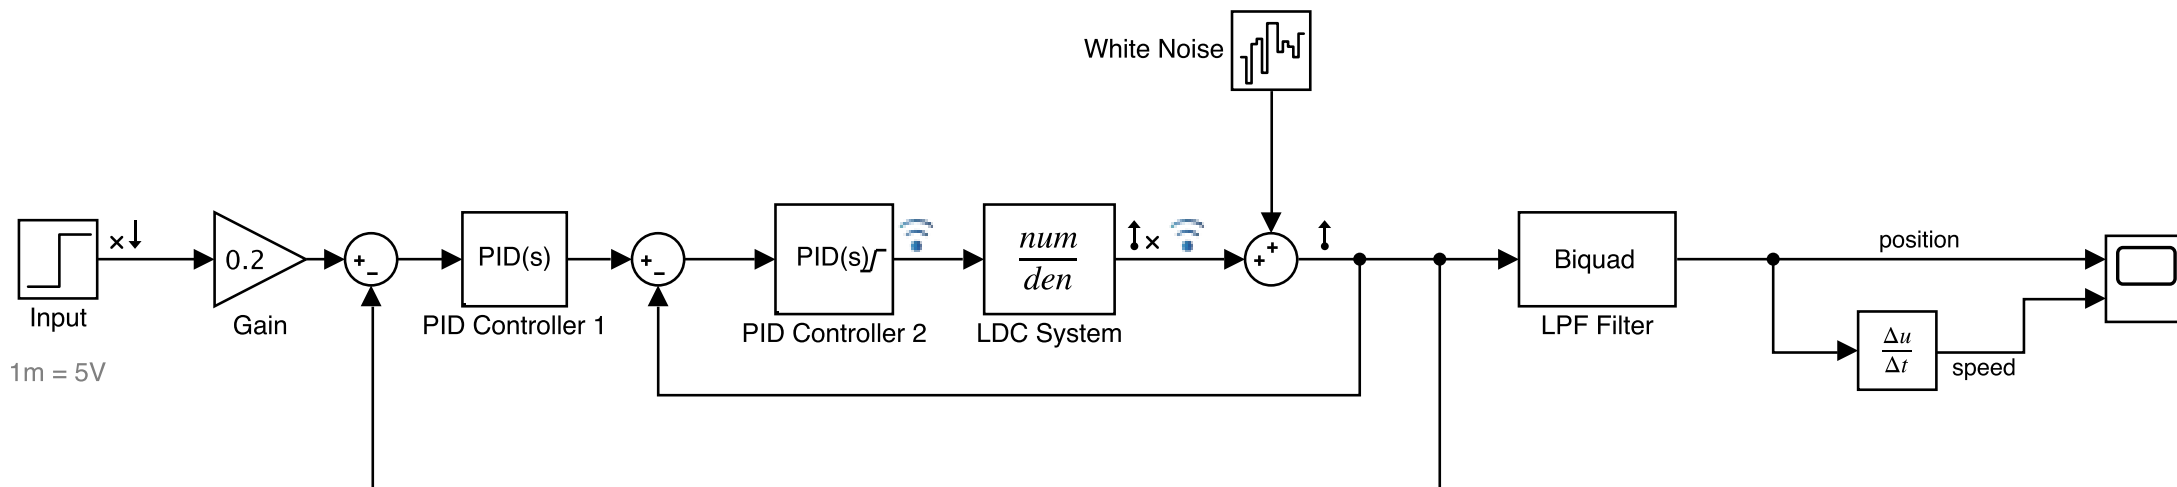 White Noise
0.2
+
−
PID(s)
+
−
PID(s)
num
den
+
+
Biquad
position
Input
Gain
PID Controller 1
PID Controller 2
LDC System
LPF Filter
Δu
Δt
speed
1m = 5V